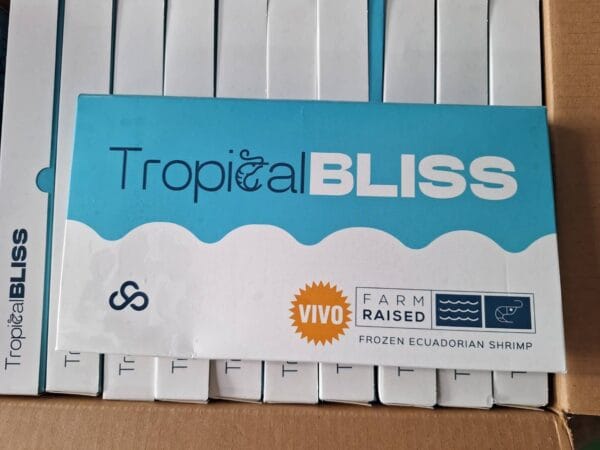 TropicalBLISS
VIVO
FARM
RAISED
FROZEN ECUADORIAN SHRIMP
TropicalBLISS